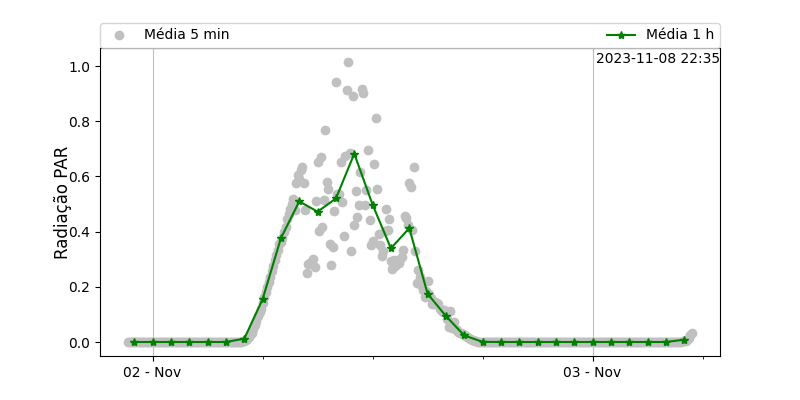 Média 5 min
Média 1 h
2023-11-08 22:35
1.0
0.8
0.6
0.4
0.2
0.0
Radiação PAR
02 - Nov
03 - Nov